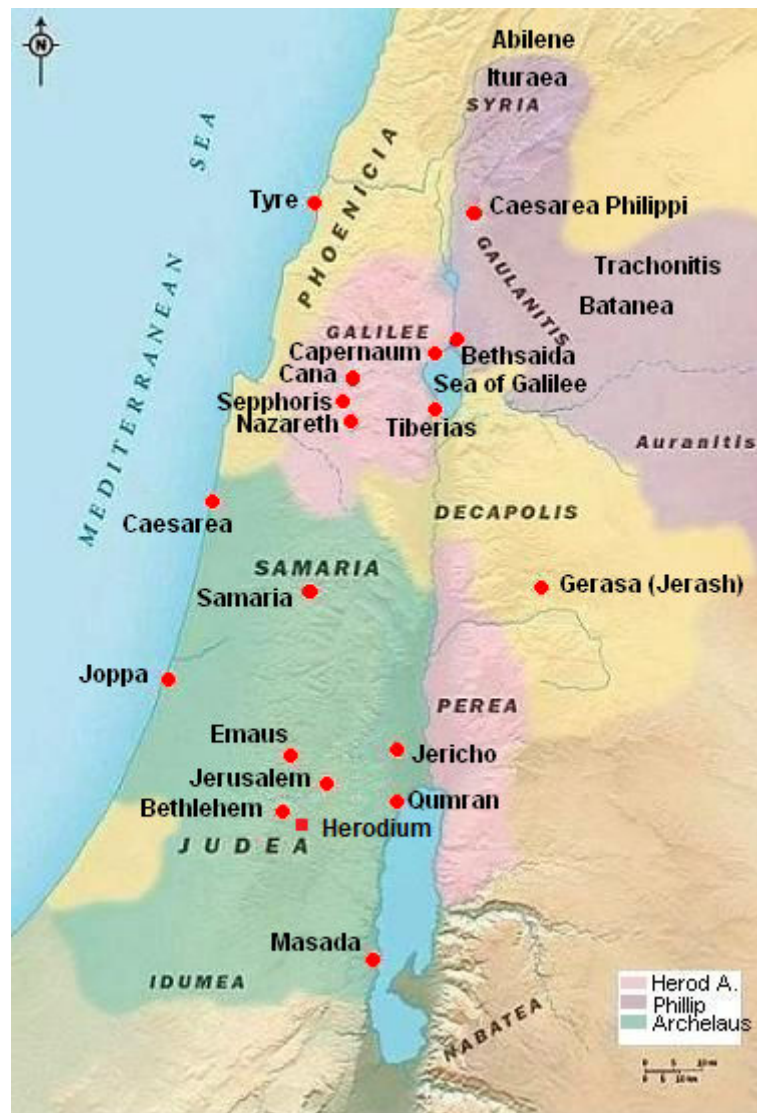 N
Abilene
Ituraea
SYRIA
MEDITERRANEAN SEA
PHOENICIA
Tyre
Caesarea Philippi
GAULANITIS
Trachonitis
Batanea
GALILEE
Capernaum
Bethsaida
Cana
Sea of Galilee
Sepphoris
Nazareth
Tiberias
Auranitis
Caesarea
DECAPOLIS
SAMARIA
Samaria
Gerasa (Jerash)
Joppa
PEREA
Emaus
Jericho
Jerusalem
Bethlehem
Qumran
Herodium
JUDEA
Masada
IDUMEA
NABATEA
Herod A.
Phillip
Archelaus